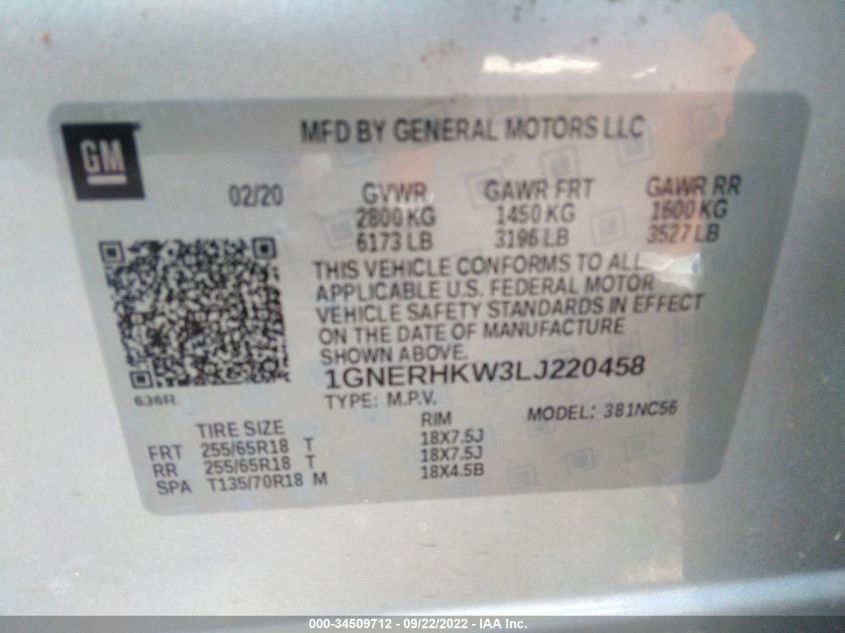 GM
MFD BY GENERAL MOTORS LLC
02/20 GVWR GAWR FRT GAWR RR
2800 KG 1450 KG 1600 KG
6173 LB 3196 LB 3527 LB
THIS VEHICLE CONFORMS TO ALL
APPLICABLE U.S. FEDERAL MOTOR
VEHICLE SAFETY STANDARDS IN EFFECT
ON THE DATE OF MANUFACTURE
SHOWN ABOVE.
1GNERHKW3LJ220458
636R
TYPE: M.P.V. MODEL: 381NC56
TIRE SIZE RIM
FRT 255/65R18 T 18X7.5J
RR 255/65R18 T 18X7.5J
SPA T135/70R18 M 18X4.5B
000-34509712 - 09/22/2022 - IAA Inc.